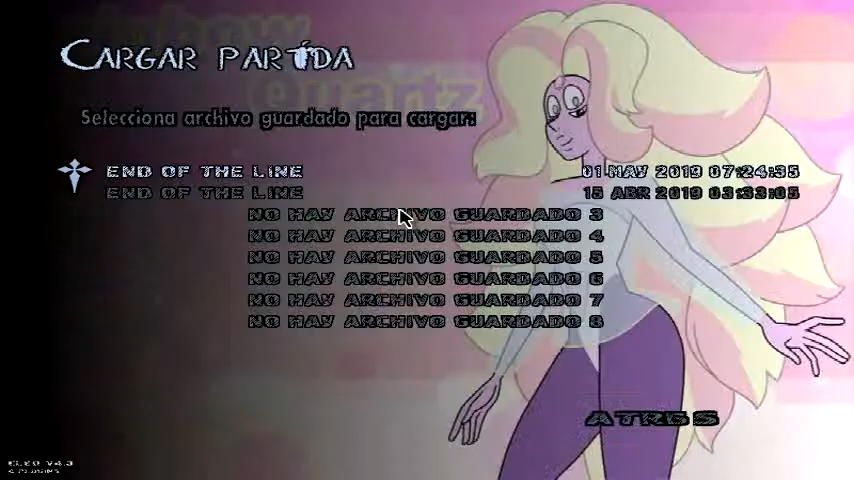 CARGAR PARTIDA
Selecciona archivo guardado para cargar:
END OF THE LINE 01 MAY 2019 07:24:35
END OF THE LINE 15 ABR 2019 03:33:05
NO HAY ARCHIVO GUARDADO 3
NO HAY ARCHIVO GUARDADO 4
NO HAY ARCHIVO GUARDADO 5
NO HAY ARCHIVO GUARDADO 6
NO HAY ARCHIVO GUARDADO 7
NO HAY ARCHIVO GUARDADO 8
quartz